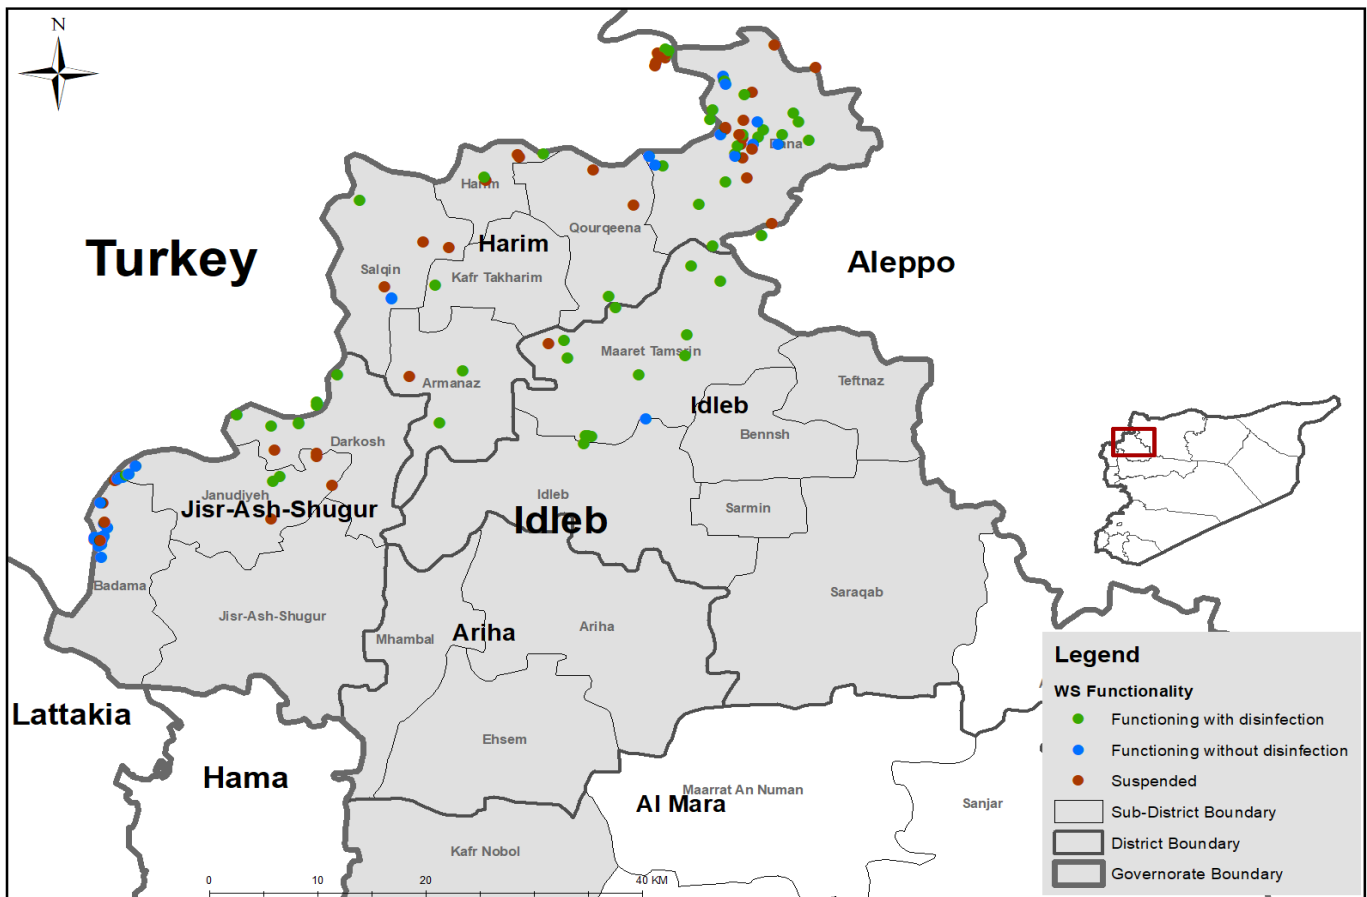 N
Dana
Harim
Turkey
Harim
Qourqeena
Salqin
Kafr Takharim
Aleppo
Maaret Tamsrin
Armanaz
Teftnaz
Idleb
Bennsh
Darkosh
Janudiyeh
Jisr-Ash-Shugur
Idleb
Idleb
Sarmin
Badama
Jisr-Ash-Shugur
Saraqab
Mhambal
Ariha
Ariha
Lattakia
Ehsem
Hama
Maarrat An Numan
Al Mara
Sanjar
Kafr Nobol
0 10 20 40 KM
Legend
WS Functionality
Functioning with disinfection
Functioning without disinfection
Suspended
Sub-District Boundary
District Boundary
Governorate Boundary